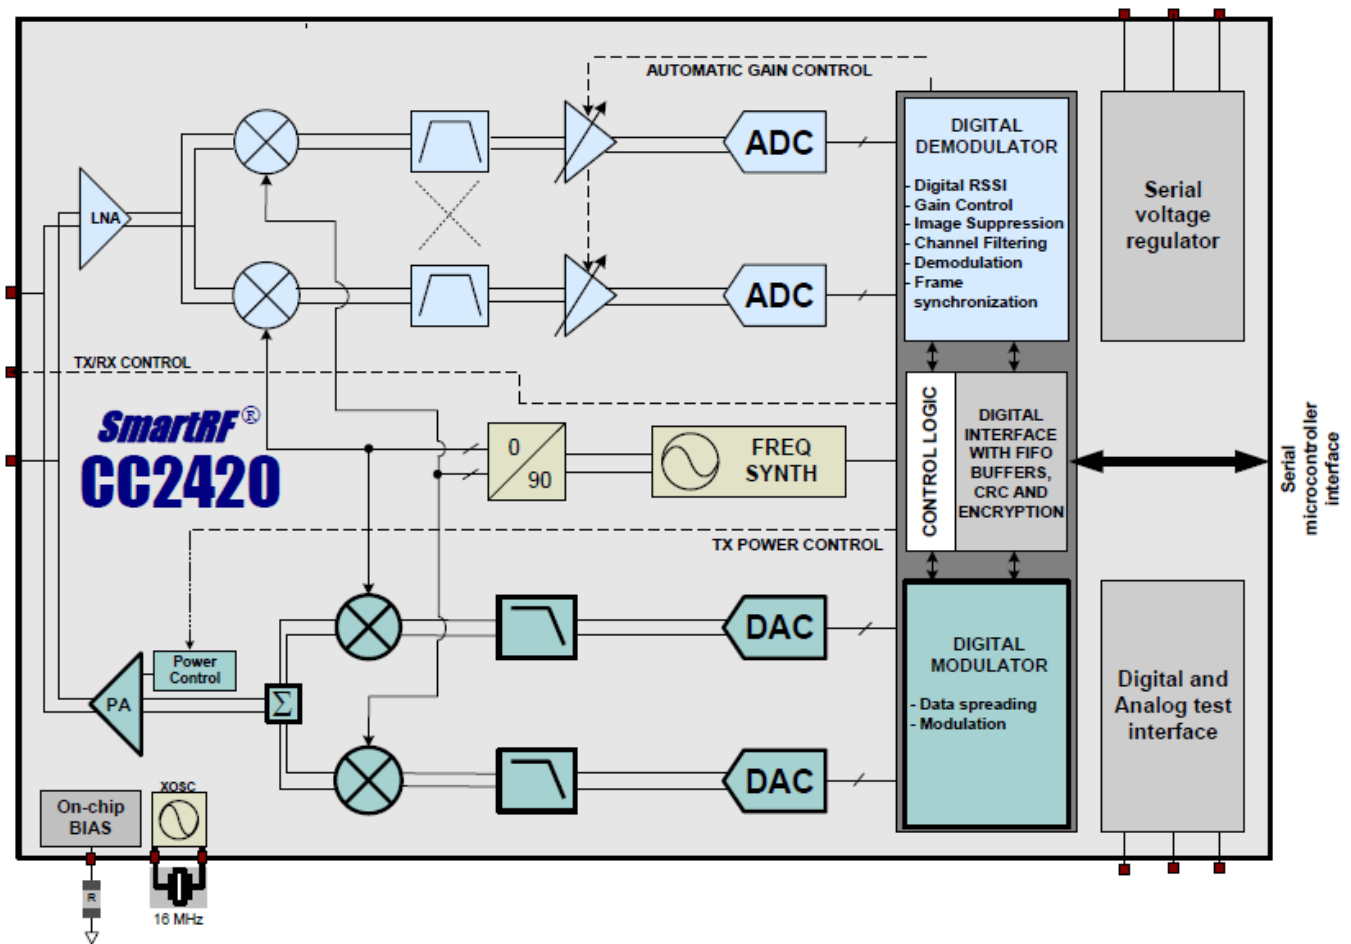 AUTOMATIC GAIN CONTROL
LNA
ADC
ADC
DIGITAL
DEMODULATOR
- Digital RSSI
- Gain Control
- Image Suppression
- Channel Filtering
- Demodulation
- Frame
synchronization
Serial
voltage
regulator
TX/RX CONTROL
SmartRF®
CC2420
0
90
FREQ
SYNTH
CONTROL LOGIC
DIGITAL
INTERFACE
WITH FIFO
BUFFERS,
CRC AND
ENCRYPTION
Serial
microcontroller
interface
TX POWER CONTROL
Power
Control
PA
Σ
DAC
DAC
DIGITAL
MODULATOR
- Data spreading
- Modulation
Digital and
Analog test
interface
On-chip
BIAS
XOSC
R
16 MHz